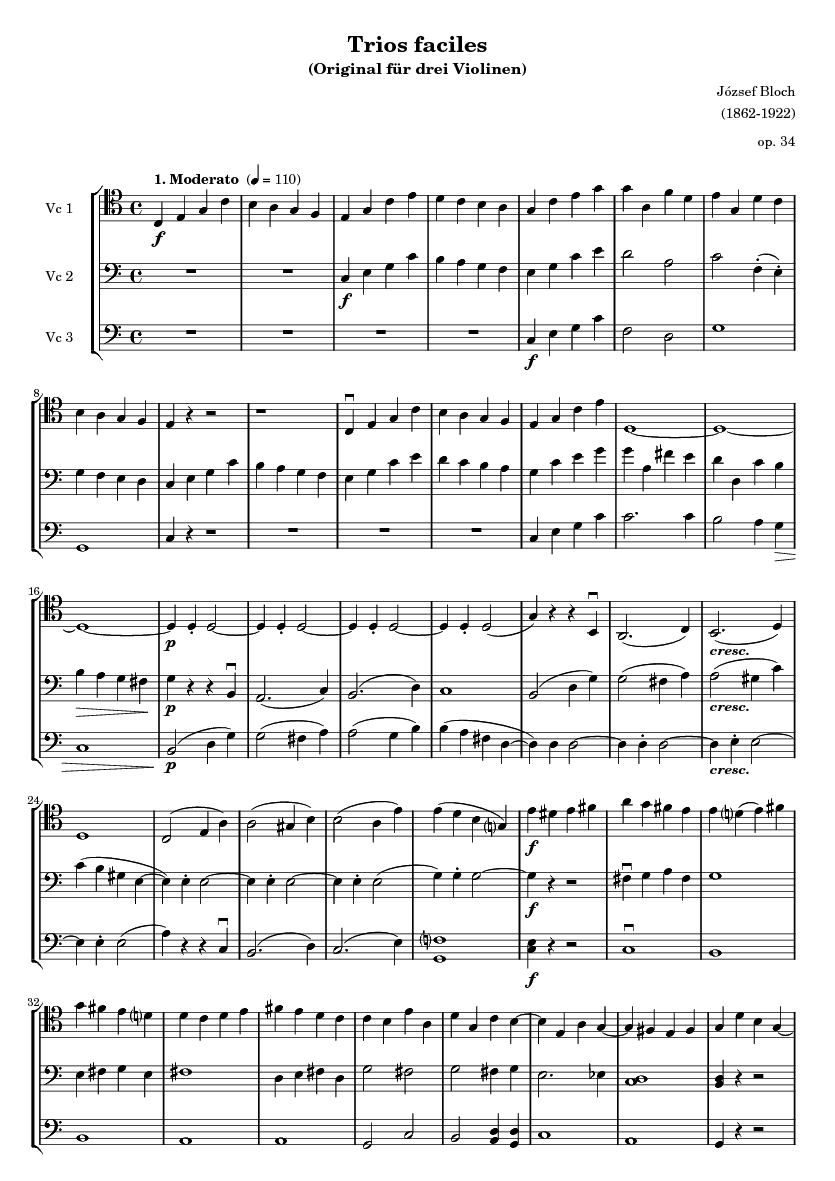 Trios faciles
(Original für drei Violinen)
József Bloch
(1862-1922)
op. 34
1. Moderato (♩ = 110)
Vc 1
f
Vc 2
f
Vc 3
f
8
16
p
cresc.
p
cresc.
p
cresc.
24
f
f
f
32